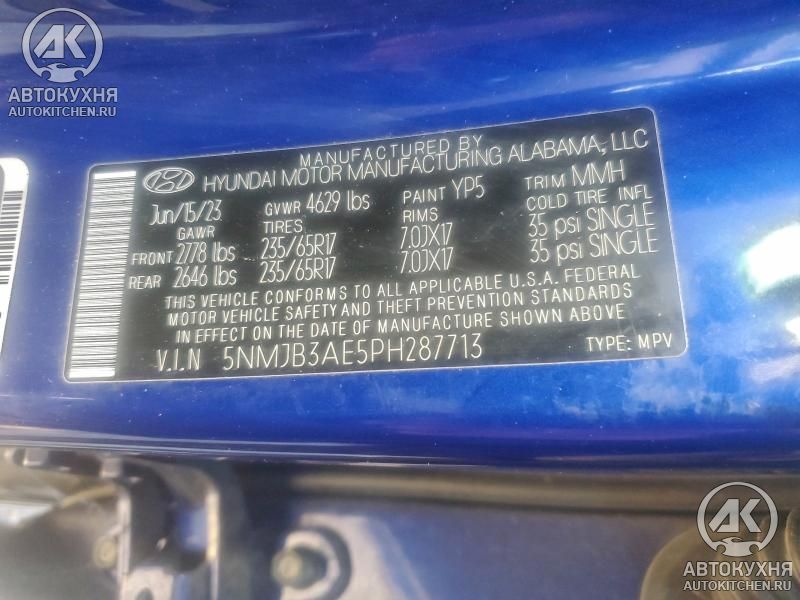 АК
АВТОКУХНЯ
AUTOKITCHEN.RU
MANUFACTURED BY
HYUNDAI MOTOR MANUFACTURING ALABAMA, LLC
Jun/15/23 GVWR 4629 lbs PAINT YP5 TRIM MMH
GAWR TIRES RIMS COLD TIRE INFL
FRONT 2778 lbs 235/65R17 7.0JX17 35 psi SINGLE
REAR 2646 lbs 235/65R17 7.0JX17 35 psi SINGLE
THIS VEHICLE CONFORMS TO ALL APPLICABLE U.S.A. FEDERAL
MOTOR VEHICLE SAFETY AND THEFT PREVENTION STANDARDS
IN EFFECT ON THE DATE OF MANUFACTURE SHOWN ABOVE
V.I.N 5NMJB3AE5PH287713 TYPE: MPV
АК
АВТОКУХНЯ
AUTOKITCHEN.RU